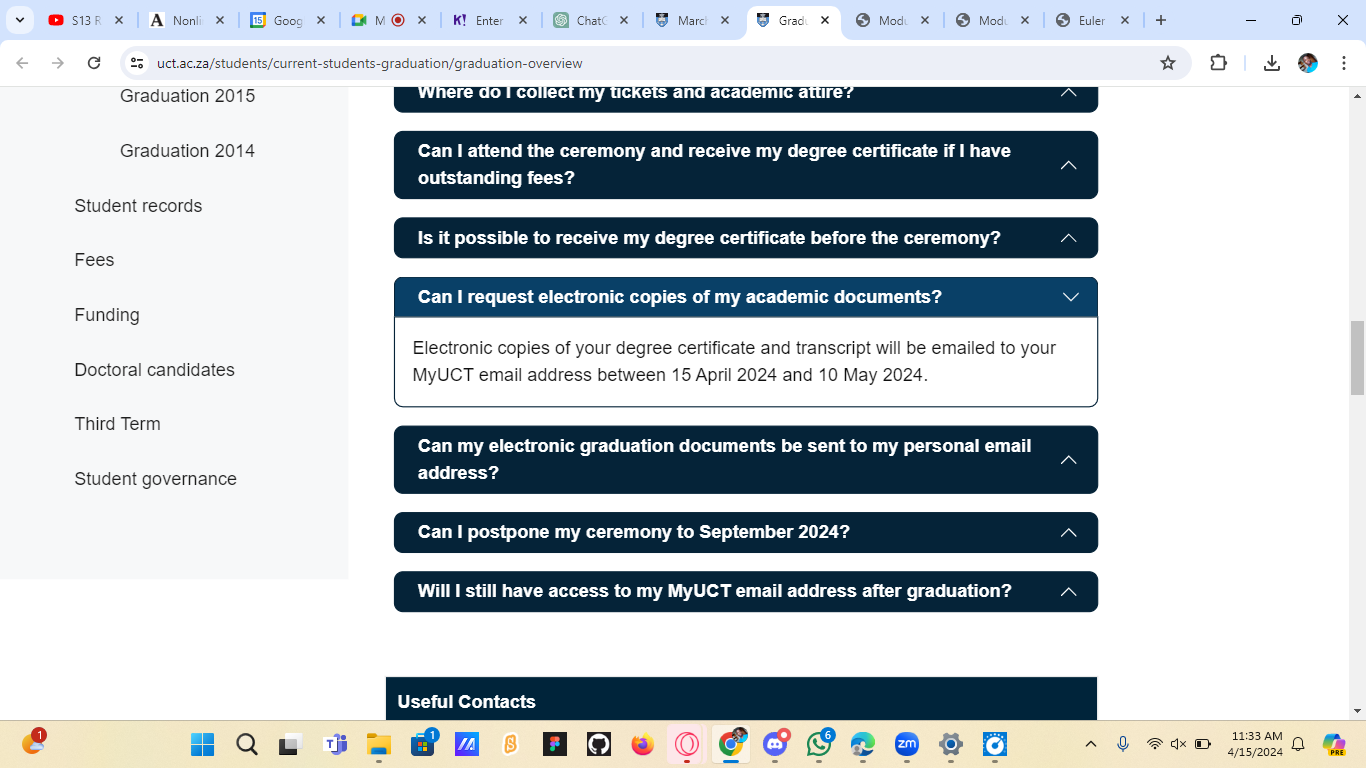 S13 R
Nonli
Goog
M
Enter
ChatG
March
Gradu
Modu
Modu
Euler
uct.ac.za/students/current-students-graduation/graduation-overview
Graduation 2015
Graduation 2014
Student records
Fees
Funding
Doctoral candidates
Third Term
Student governance
Where do I collect my tickets and academic attire?
Can I attend the ceremony and receive my degree certificate if I have
outstanding fees?
Is it possible to receive my degree certificate before the ceremony?
Can I request electronic copies of my academic documents?
Electronic copies of your degree certificate and transcript will be emailed to your
MyUCT email address between 15 April 2024 and 10 May 2024.
Can my electronic graduation documents be sent to my personal email
address?
Can I postpone my ceremony to September 2024?
Will I still have access to my MyUCT email address after graduation?
Useful Contacts
1
1
6
zm
11:33 AM
4/15/2024
PRE